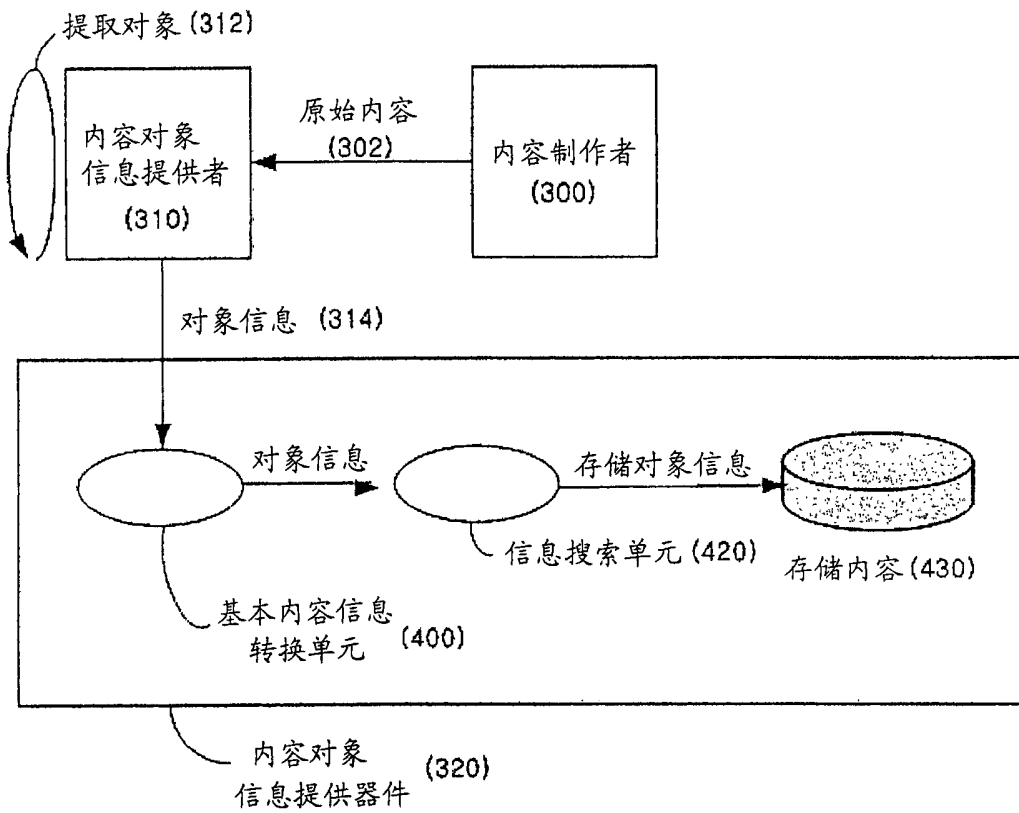 提取对象(312)
内容对象
信息提供者
(310)
原始内容
(302)
内容制作者
(300)
对象信息 (314)
对象信息
存储对象信息
信息搜索单元(420)
存储内容(430)
基本内容信息
转换单元
(400)
内容对象
信息提供器件
(320)